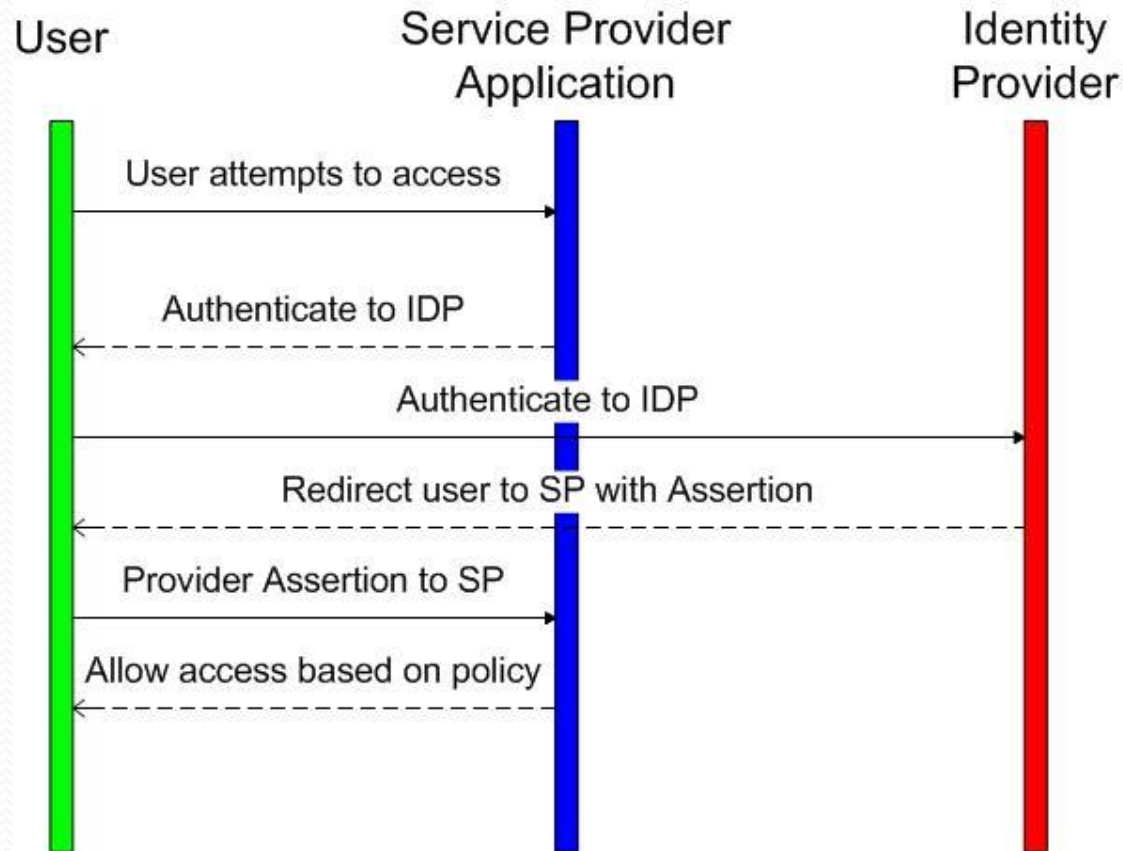 User
Service Provider
Application
Identity
Provider
User attempts to access
Authenticate to IDP
Authenticate to IDP
Redirect user to SP with Assertion
Provider Assertion to SP
Allow access based on policy